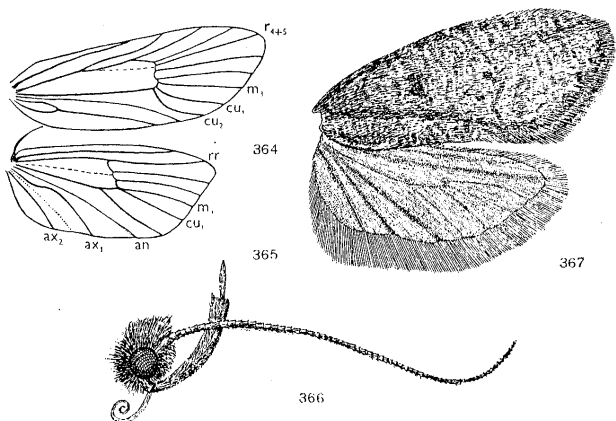 r₄₊₅
m₁
cu₁
cu₂
364
rr
m₁
cu₁
an
ax₁
ax₂
365
367
366